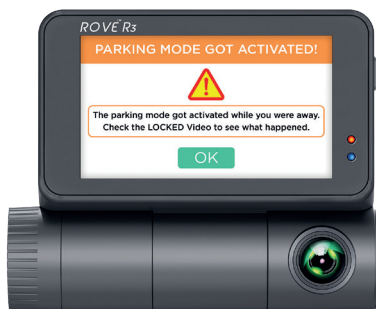 ROVE R3
PARKING MODE GOT ACTIVATED!
The parking mode got activated while you were away.
Check the LOCKED Video to see what happened.
OK